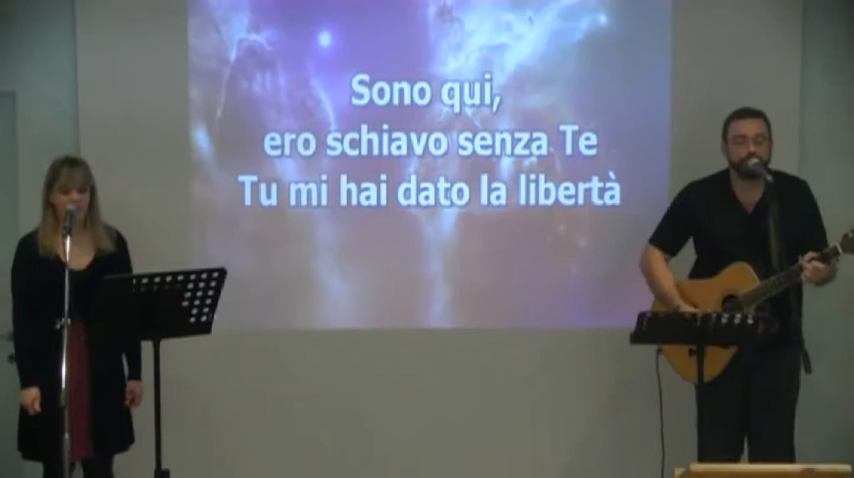 Sono qui,
ero schiavo senza Te
Tu mi hai dato la libertà